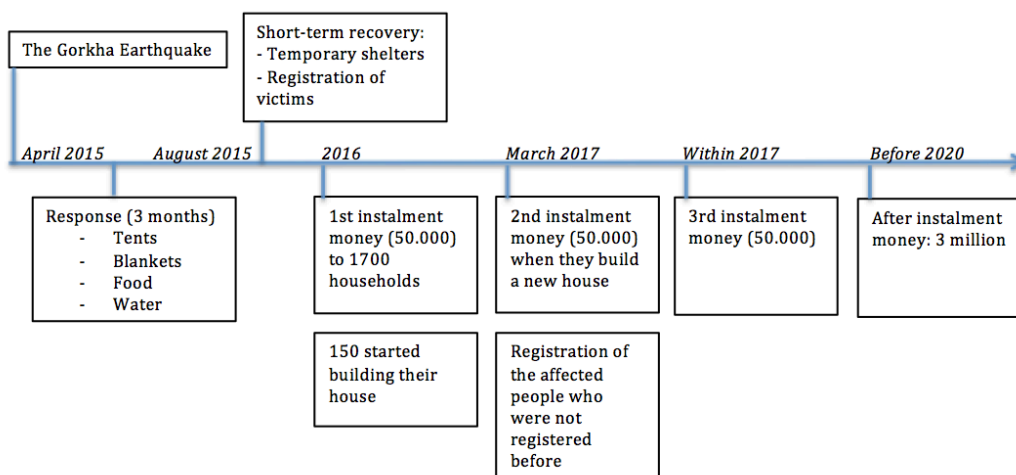 The Gorkha Earthquake
Short-term recovery:
- Temporary shelters
- Registration of
victims
April 2015
August 2015
2016
March 2017
Within 2017
Before 2020
Response (3 months)
- Tents
- Blankets
- Food
- Water
1st instalment
money (50.000)
to 1700
households
2nd instalment
money (50.000)
when they build
a new house
3rd instalment
money (50.000)
After instalment
money: 3 million
150 started
building their
house
Registration of
the affected
people who
were not
registered
before